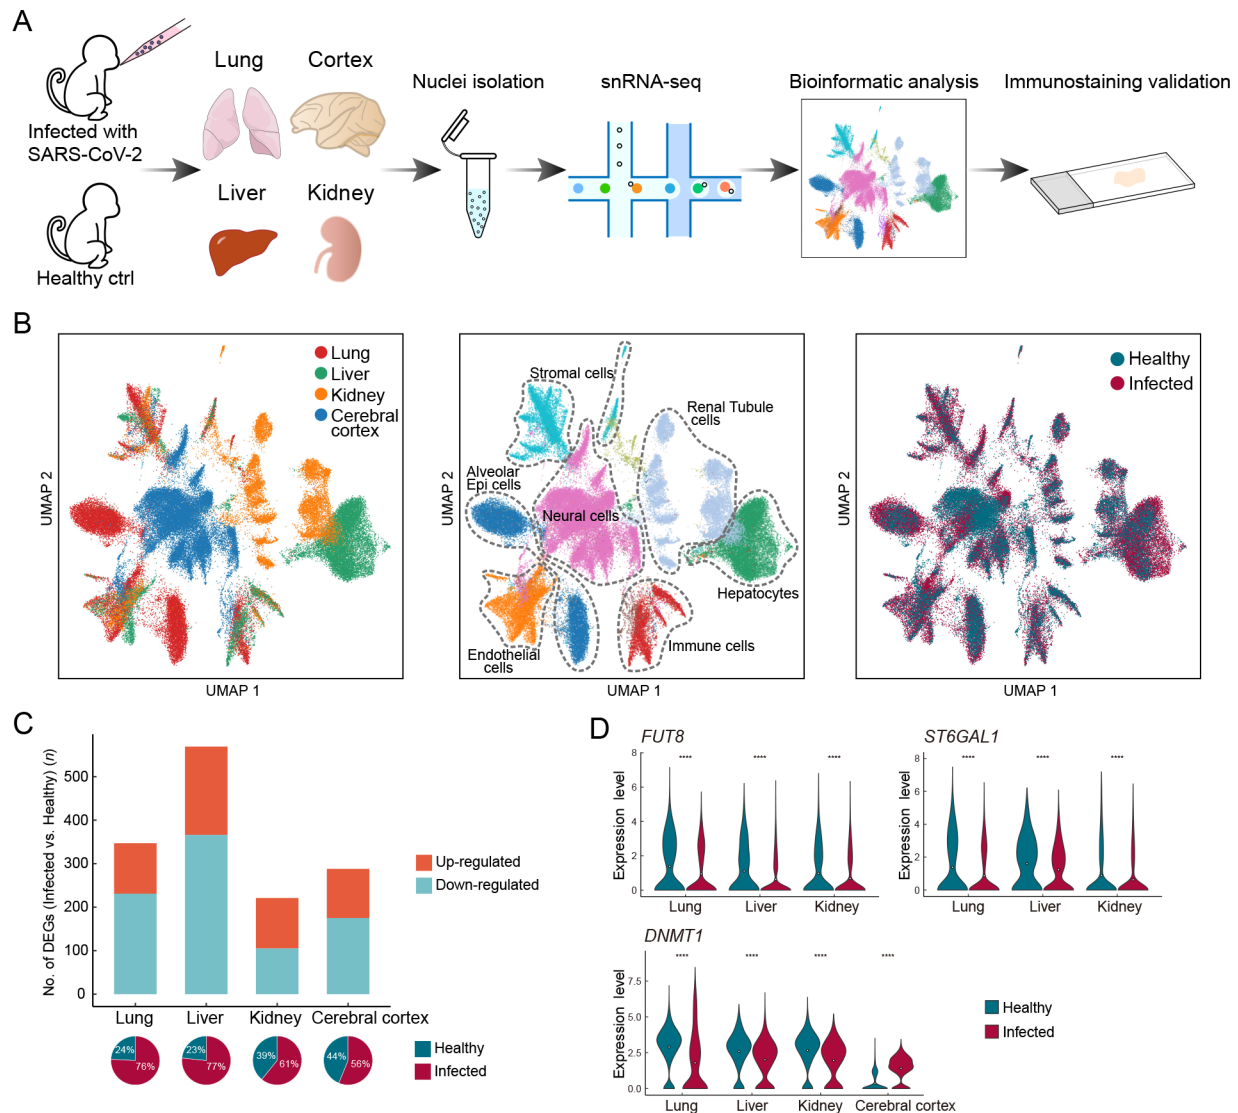 A
Infected with
SARS-CoV-2
Healthy ctrl
Lung
Cortex
Liver
Kidney
Nuclei isolation
snRNA-seq
Bioinformatic analysis
Immunostaining validation
B
Lung
Liver
Kidney
Cerebral
cortex
UMAP 2
UMAP 1
Stromal cells
Renal Tubule
cells
Alveolar
Epi cells
Neural cells
Hepatocytes
Endothelial
cells
Immune cells
UMAP 2
UMAP 1
Healthy
Infected
UMAP 2
UMAP 1
C
No. of DEGs (Infected vs. Healthy) (n)
500
400
300
200
100
0
Up-regulated
Down-regulated
Lung
Liver
Kidney
Cerebral cortex
24%
76%
23%
77%
39%
61%
44%
56%
Healthy
Infected
D
FUT8
Expression level
8
6
4
2
0
****
****
****
Lung
Liver
Kidney
ST6GAL1
Expression level
8
6
4
2
0
****
****
****
Lung
Liver
Kidney
DNMT1
Expression level
7.5
5.0
2.5
0.0
****
****
****
****
Lung
Liver
Kidney
Cerebral cortex
Healthy
Infected